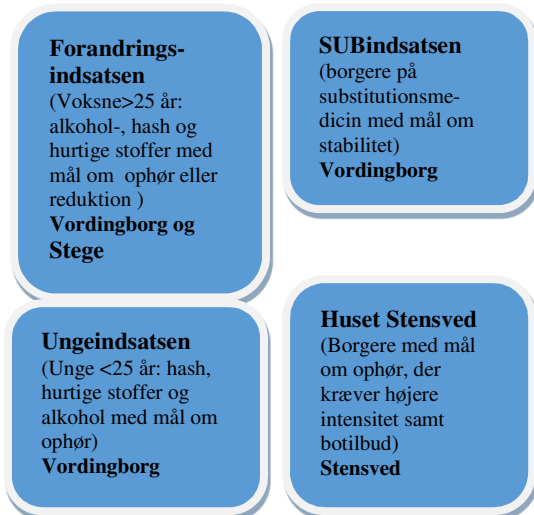 Forandrings-
indsatsen
(Voksne>25 år:
alkohol-, hash og
hurtige stoffer med
mål om ophør eller
reduktion )
Vordingborg og
Stege
SUBindsatsen
(borgere på
substitutionsme-
dicin med mål om
stabilitet)
Vordingborg
Ungeindsatsen
(Unge <25 år: hash,
hurtige stoffer og
alkohol med mål om
ophør)
Vordingborg
Huset Stensved
(Borgere med mål
om ophør, der
kræver højere
intensitet samt
botilbud)
Stensved